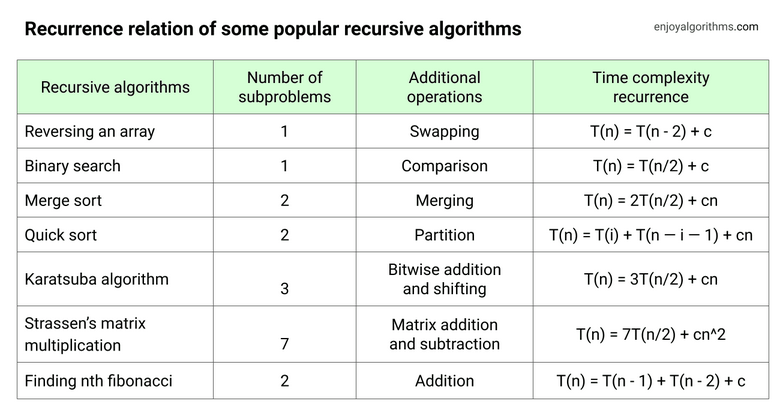 Recurrence relation of some popular recursive algorithms
enjoyalgorithms.com
Recursive algorithms
Number of
subproblems
Additional
operations
Time complexity
recurrence
Reversing an array
1
Swapping
T(n) = T(n - 2) + c
Binary search
1
Comparison
T(n) = T(n/2) + c
Merge sort
2
Merging
T(n) = 2T(n/2) + cn
Quick sort
2
Partition
T(n) = T(i) + T(n — i — 1) + cn
Karatsuba algorithm
3
Bitwise addition
and shifting
T(n) = 3T(n/2) + cn
Strassen’s matrix
multiplication
7
Matrix addition
and subtraction
T(n) = 7T(n/2) + cn^2
Finding nth fibonacci
2
Addition
T(n) = T(n - 1) + T(n - 2) + c